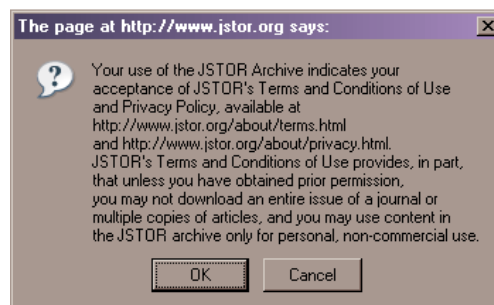 The page at http://www.jstor.org says:
Your use of the JSTOR Archive indicates your
acceptance of JSTOR's Terms and Conditions of Use
and Privacy Policy, available at
http://www.jstor.org/about/terms.html
and http://www.jstor.org/about/privacy.html.
JSTOR's Terms and Conditions of Use provides, in part,
that unless you have obtained prior permission,
you may not download an entire issue of a journal or
multiple copies of articles, and you may use content in
the JSTOR archive only for personal, non-commercial use.
OK Cancel